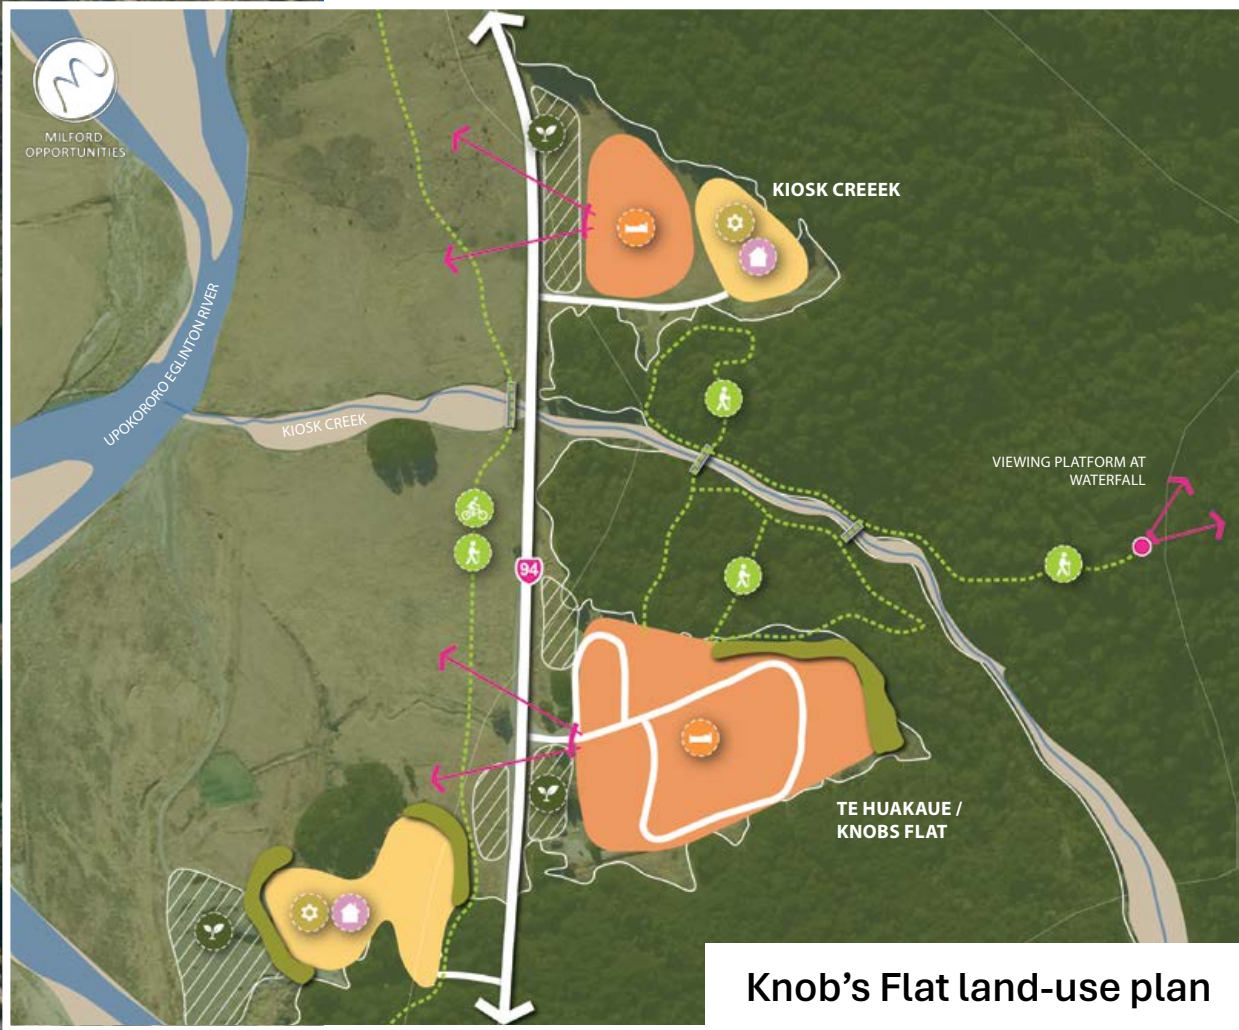 MILFORD
OPPORTUNITIES
KIOSK CREEEK
UPOKORORO EGLINTON RIVER
KIOSK CREEK
VIEWING PLATFORM AT
WATERFALL
94
TE HUAKAUE /
KNOBS FLAT
Knob's Flat land-use plan